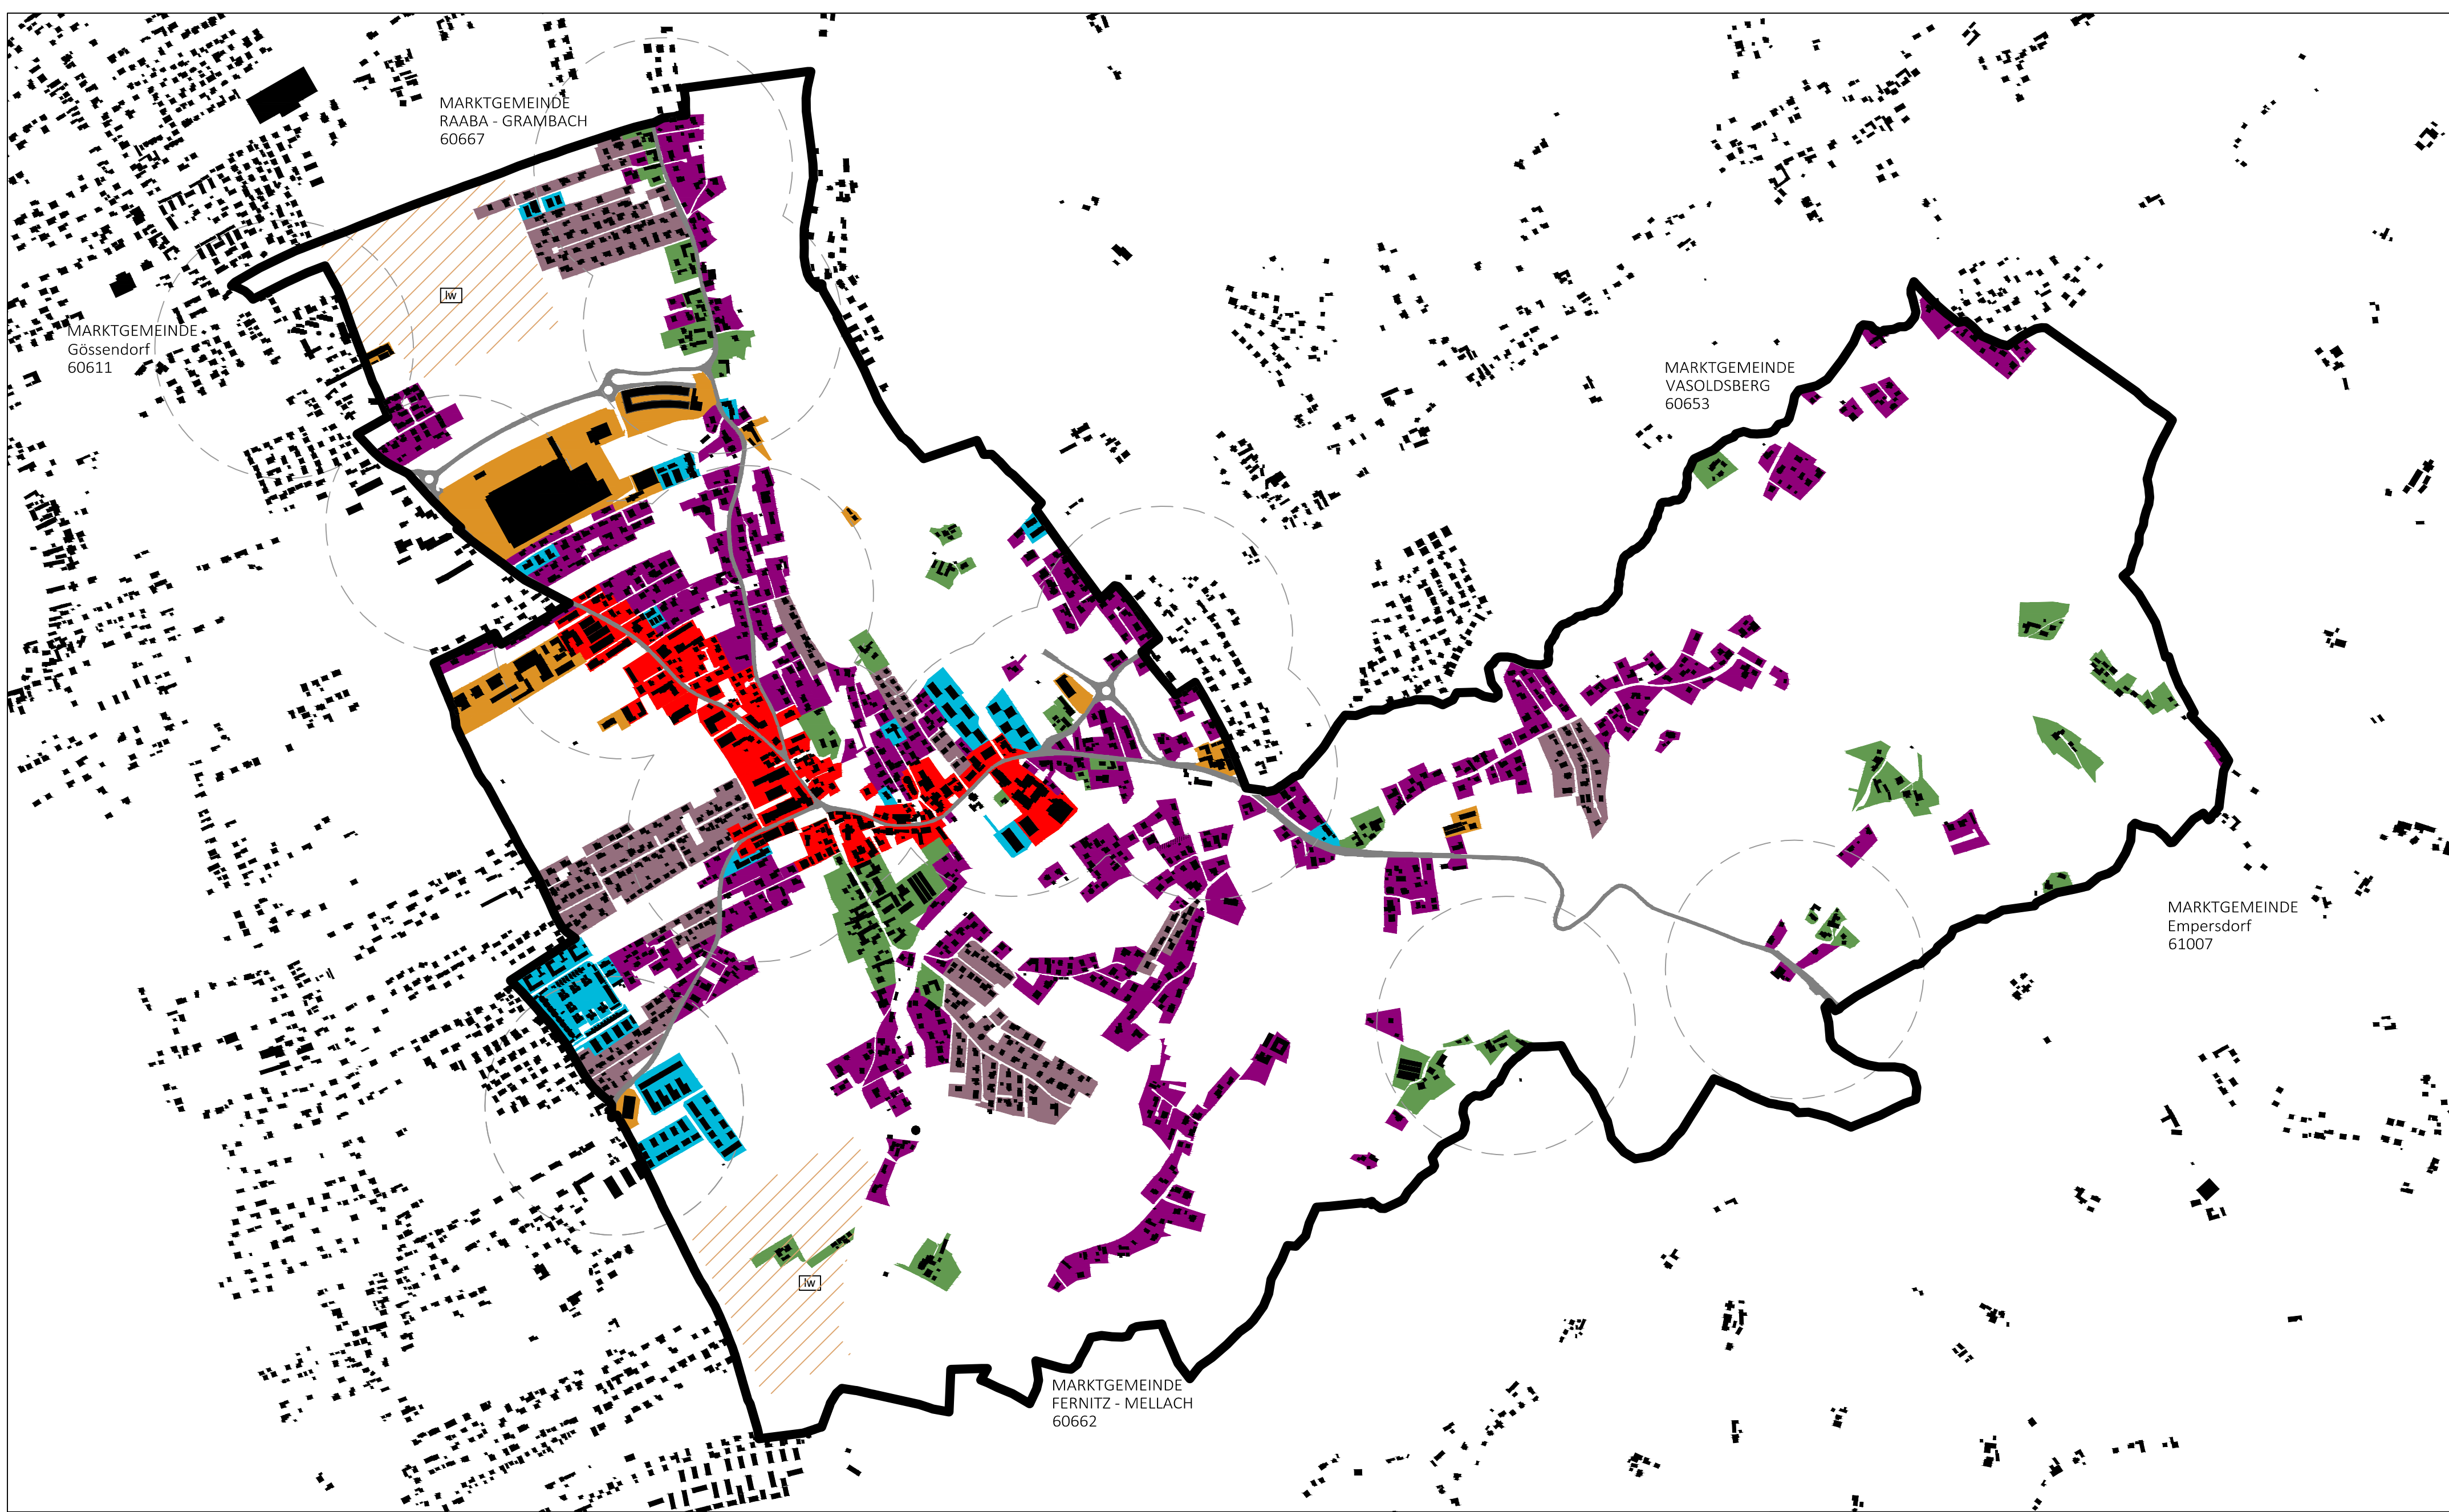 MARKTGEMEINDE
RAABA - GRAMBACH
60667
lw
MARKTGEMEINDE
Gössendorf
60611
MARKTGEMEINDE
VASOLDSBERG
60653
MARKTGEMEINDE
Empersdorf
61007
lw
MARKTGEMEINDE
FERNITZ - MELLACH
60662